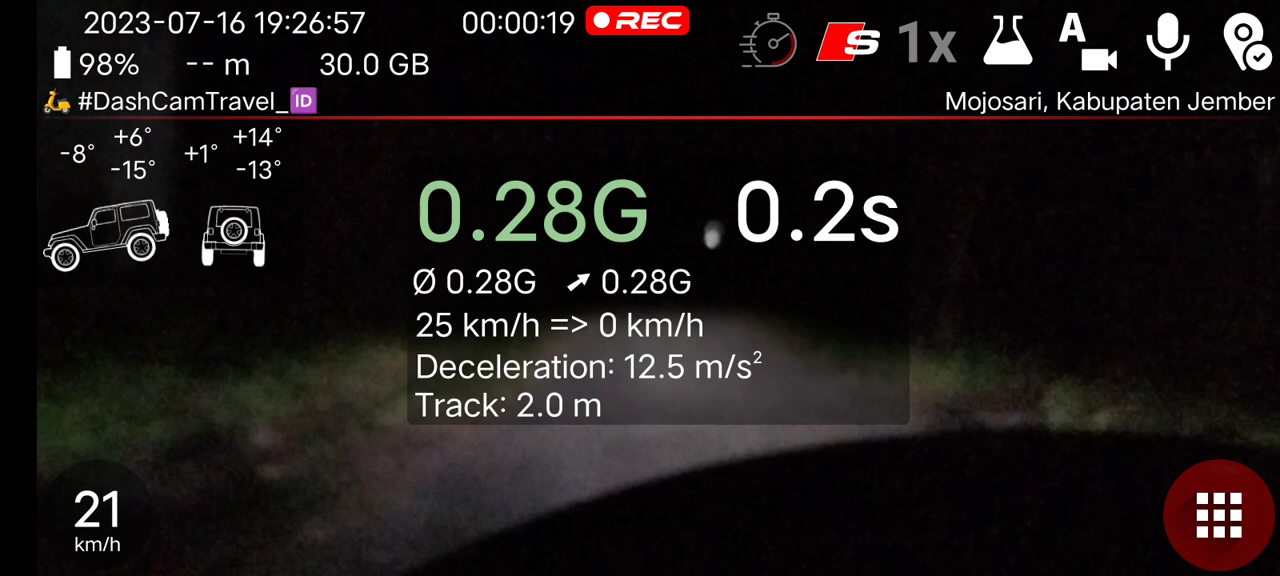 2023-07-16 19:26:57 00:00:19 REC
98% -- m 30.0 GB
S 1x A
🛵 #DashCamTravel_🆔 Mojosari, Kabupaten Jember
-8° +6° -15° +1° +14° -13°
0.28G 0.2s
Ø 0.28G ➚ 0.28G
25 km/h => 0 km/h
Deceleration: 12.5 m/s²
Track: 2.0 m
21
km/h